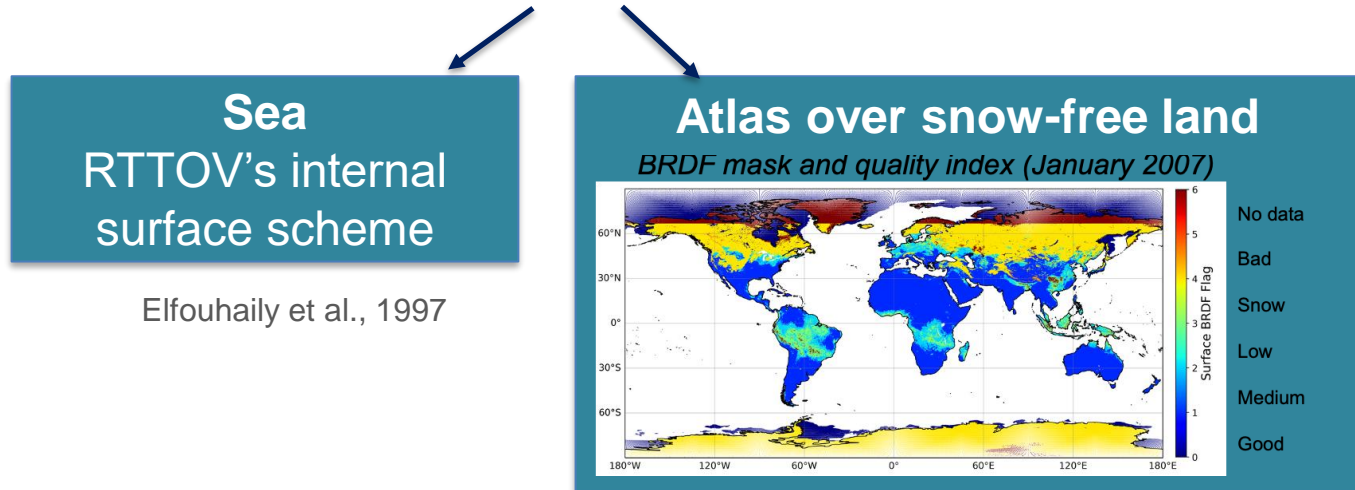 Sea
RTTOV's internal
surface scheme
Elfouhaily et al., 1997
Atlas over snow-free land
BRDF mask and quality index (January 2007)
60°N
30°N
0°
30°S
60°S
180°W
120°W
60°W
0°
60°E
120°E
180°E
6
5
4
3
2
1
0
Surface BRDF Flag
No data
Bad
Snow
Low
Medium
Good